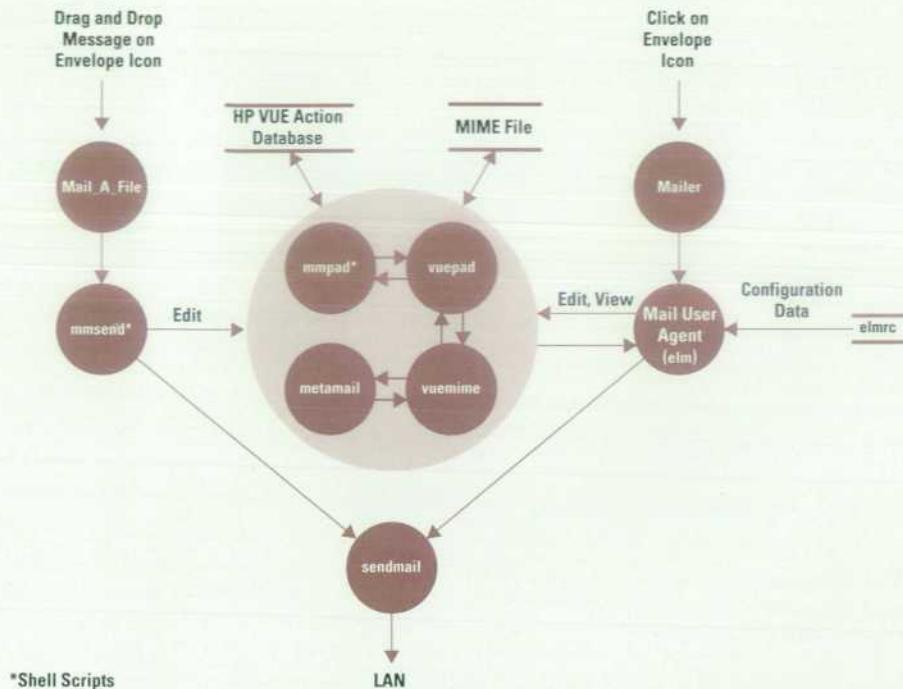 Drag and Drop
Message on
Envelope Icon
Click on
Envelope
Icon
HP VUE Action
Database
MIME File
Mail_A_File
Mailer
mmpad*
vuepad
mmsend*
Edit
Edit, View
Mail User
Agent
(elm)
Configuration
Data
elmrc
metamail
vuemime
sendmail
*Shell Scripts
LAN